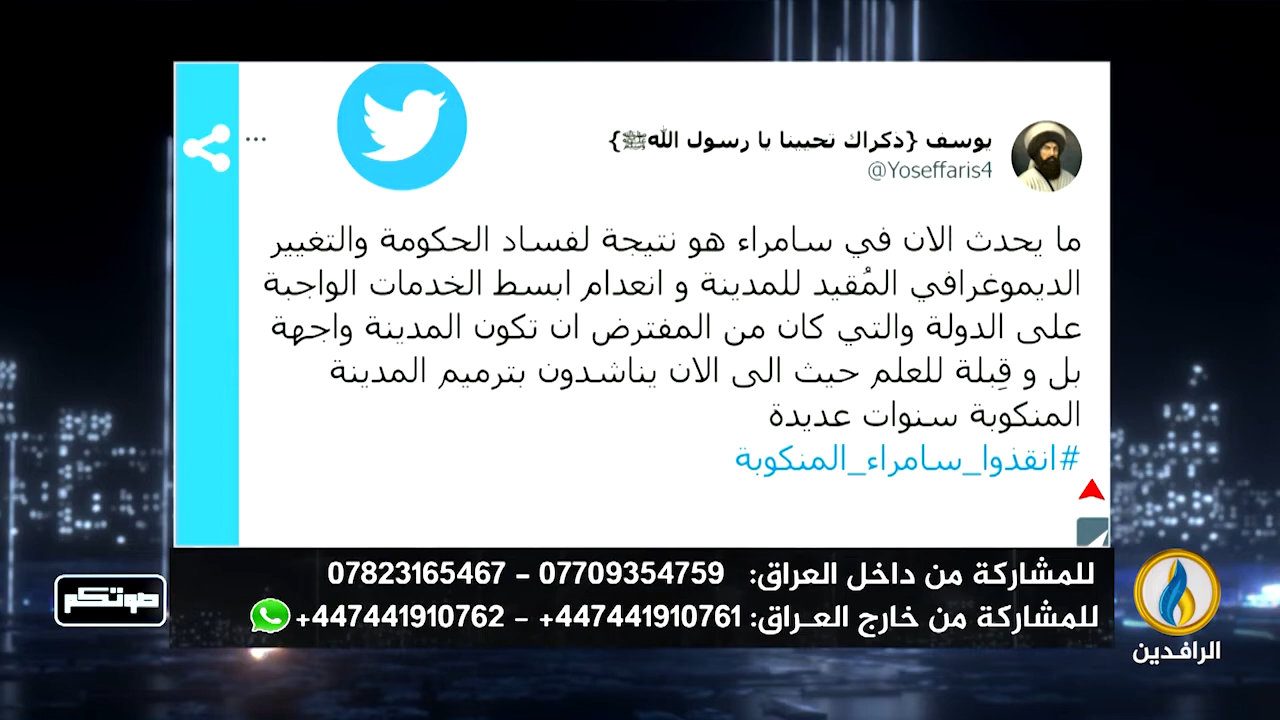 يوسف {ذكراك تحيينا يا رسول اللهﷺ}
@Yoseffaris4
ما يحدث الان في سامراء هو نتيجة لفساد الحكومة والتغيير
الديموغرافي المُقيد للمدينة و انعدام ابسط الخدمات الواجبة
على الدولة والتي كان من المفترض ان تكون المدينة واجهة
بل و قِبلة للعلم حيث الى الان يناشدون بترميم المدينة
المنكوبة سنوات عديدة
#انقذوا_سامراء_المنكوبة
للمشاركة من داخل العراق: 07709354759 - 07823165467
للمشاركة من خارج العـراق: 447441910761+ - 447441910762+
صوتكم
الرافدين